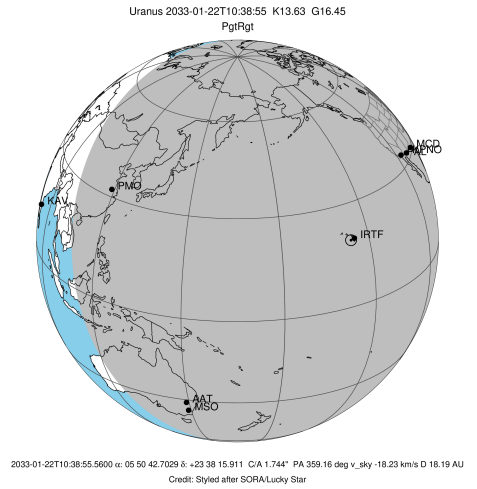 Uranus 2033-01-22T10:38:55 K13.63 G16.45
PgtRgt
MCD
KPNO
PMO
KAV
IRTF
AAT
MSO
2033-01-22T10:38:55.5600 α: 05 50 42.7029 δ: +23 38 15.911 C/A 1.744" PA 359.16 deg v_sky -18.23 km/s D 18.19 AU
Credit: Styled after SORA/Lucky Star